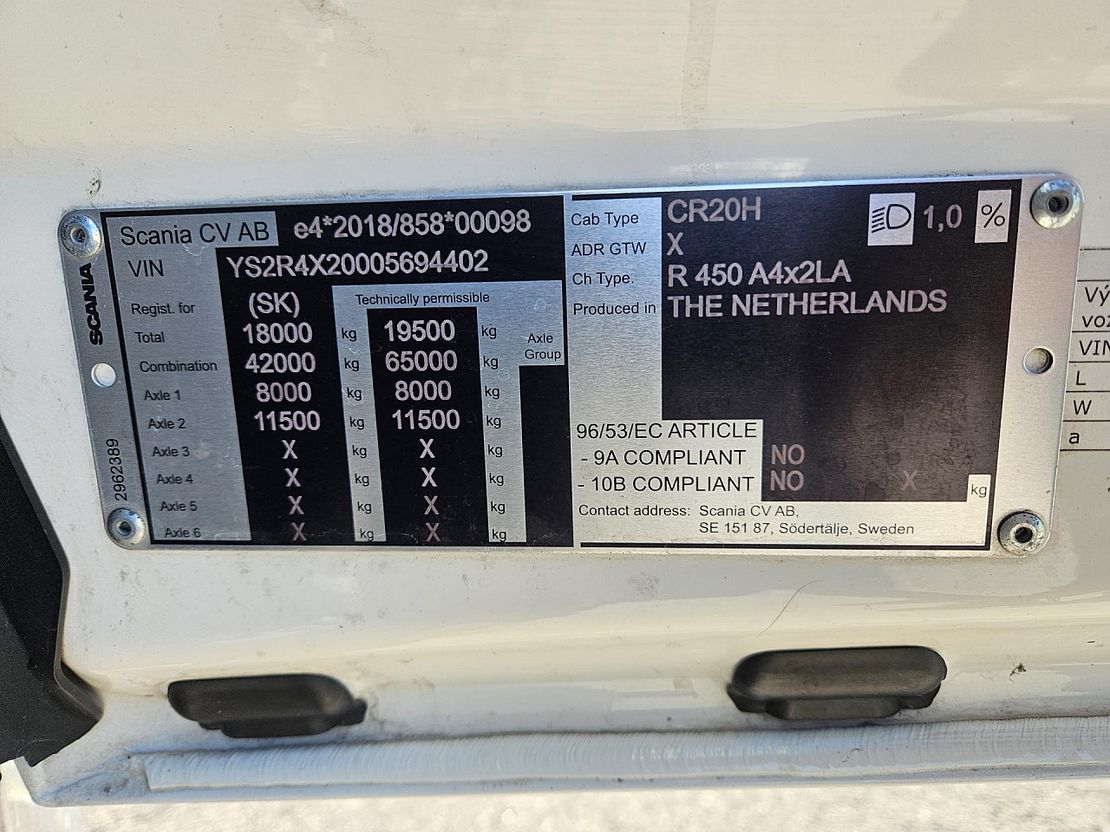 Scania CV AB e4*2018/858*00098
VIN YS2R4X20005694402
Regist. for (SK) Technically permissible
Total 18000 kg 19500 kg Axle Group
Combination 42000 kg 65000 kg
Axle 1 8000 kg 8000 kg
Axle 2 11500 kg 11500 kg
Axle 3 X kg X kg
Axle 4 X kg X kg
Axle 5 X kg X kg
Axle 6 X kg X kg
SCANIA
2962389
Cab Type CR20H 1,0 %
ADR GTW X
Ch Type. R 450 A4x2LA
Produced in THE NETHERLANDS
96/53/EC ARTICLE
- 9A COMPLIANT NO
- 10B COMPLIANT NO X kg
Contact address: Scania CV AB,
SE 151 87, Södertälje, Sweden
VIN
L
W
a